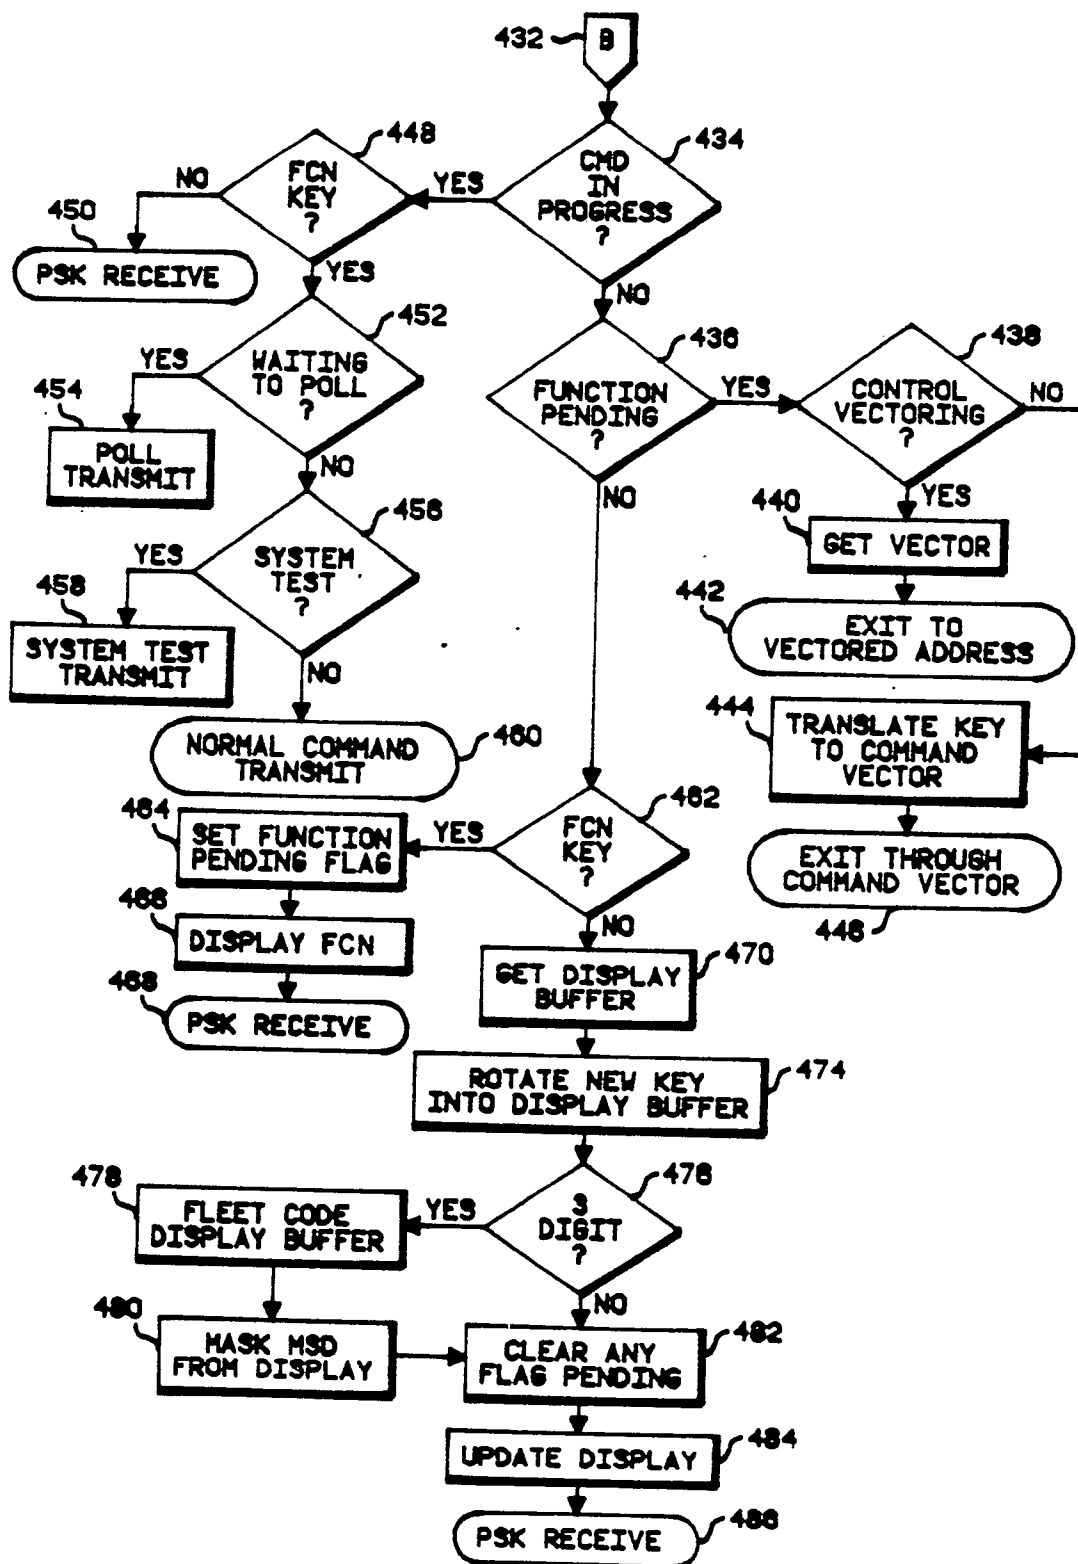 432
B
434
CMD
IN
PROGRESS
?
YES
NO
448
FCN
KEY
?
NO
YES
450
PSK RECEIVE
452
WAITING
TO POLL
?
YES
NO
454
POLL
TRANSMIT
456
SYSTEM
TEST
?
YES
NO
458
SYSTEM TEST
TRANSMIT
NORMAL COMMAND
TRANSMIT
460
436
FUNCTION
PENDING
?
YES
NO
438
CONTROL
VECTORING
?
NO
YES
440
GET VECTOR
442
EXIT TO
VECTORED ADDRESS
444
TRANSLATE KEY
TO COMMAND
VECTOR
EXIT THROUGH
COMMAND VECTOR
446
462
FCN
KEY
?
YES
NO
464
SET FUNCTION
PENDING FLAG
466
DISPLAY FCN
468
PSK RECEIVE
470
GET DISPLAY
BUFFER
474
ROTATE NEW KEY
INTO DISPLAY BUFFER
476
3
DIGIT
?
YES
NO
478
FLEET CODE
DISPLAY BUFFER
480
MASK MSD
FROM DISPLAY
482
CLEAR ANY
FLAG PENDING
UPDATE DISPLAY
484
PSK RECEIVE
486